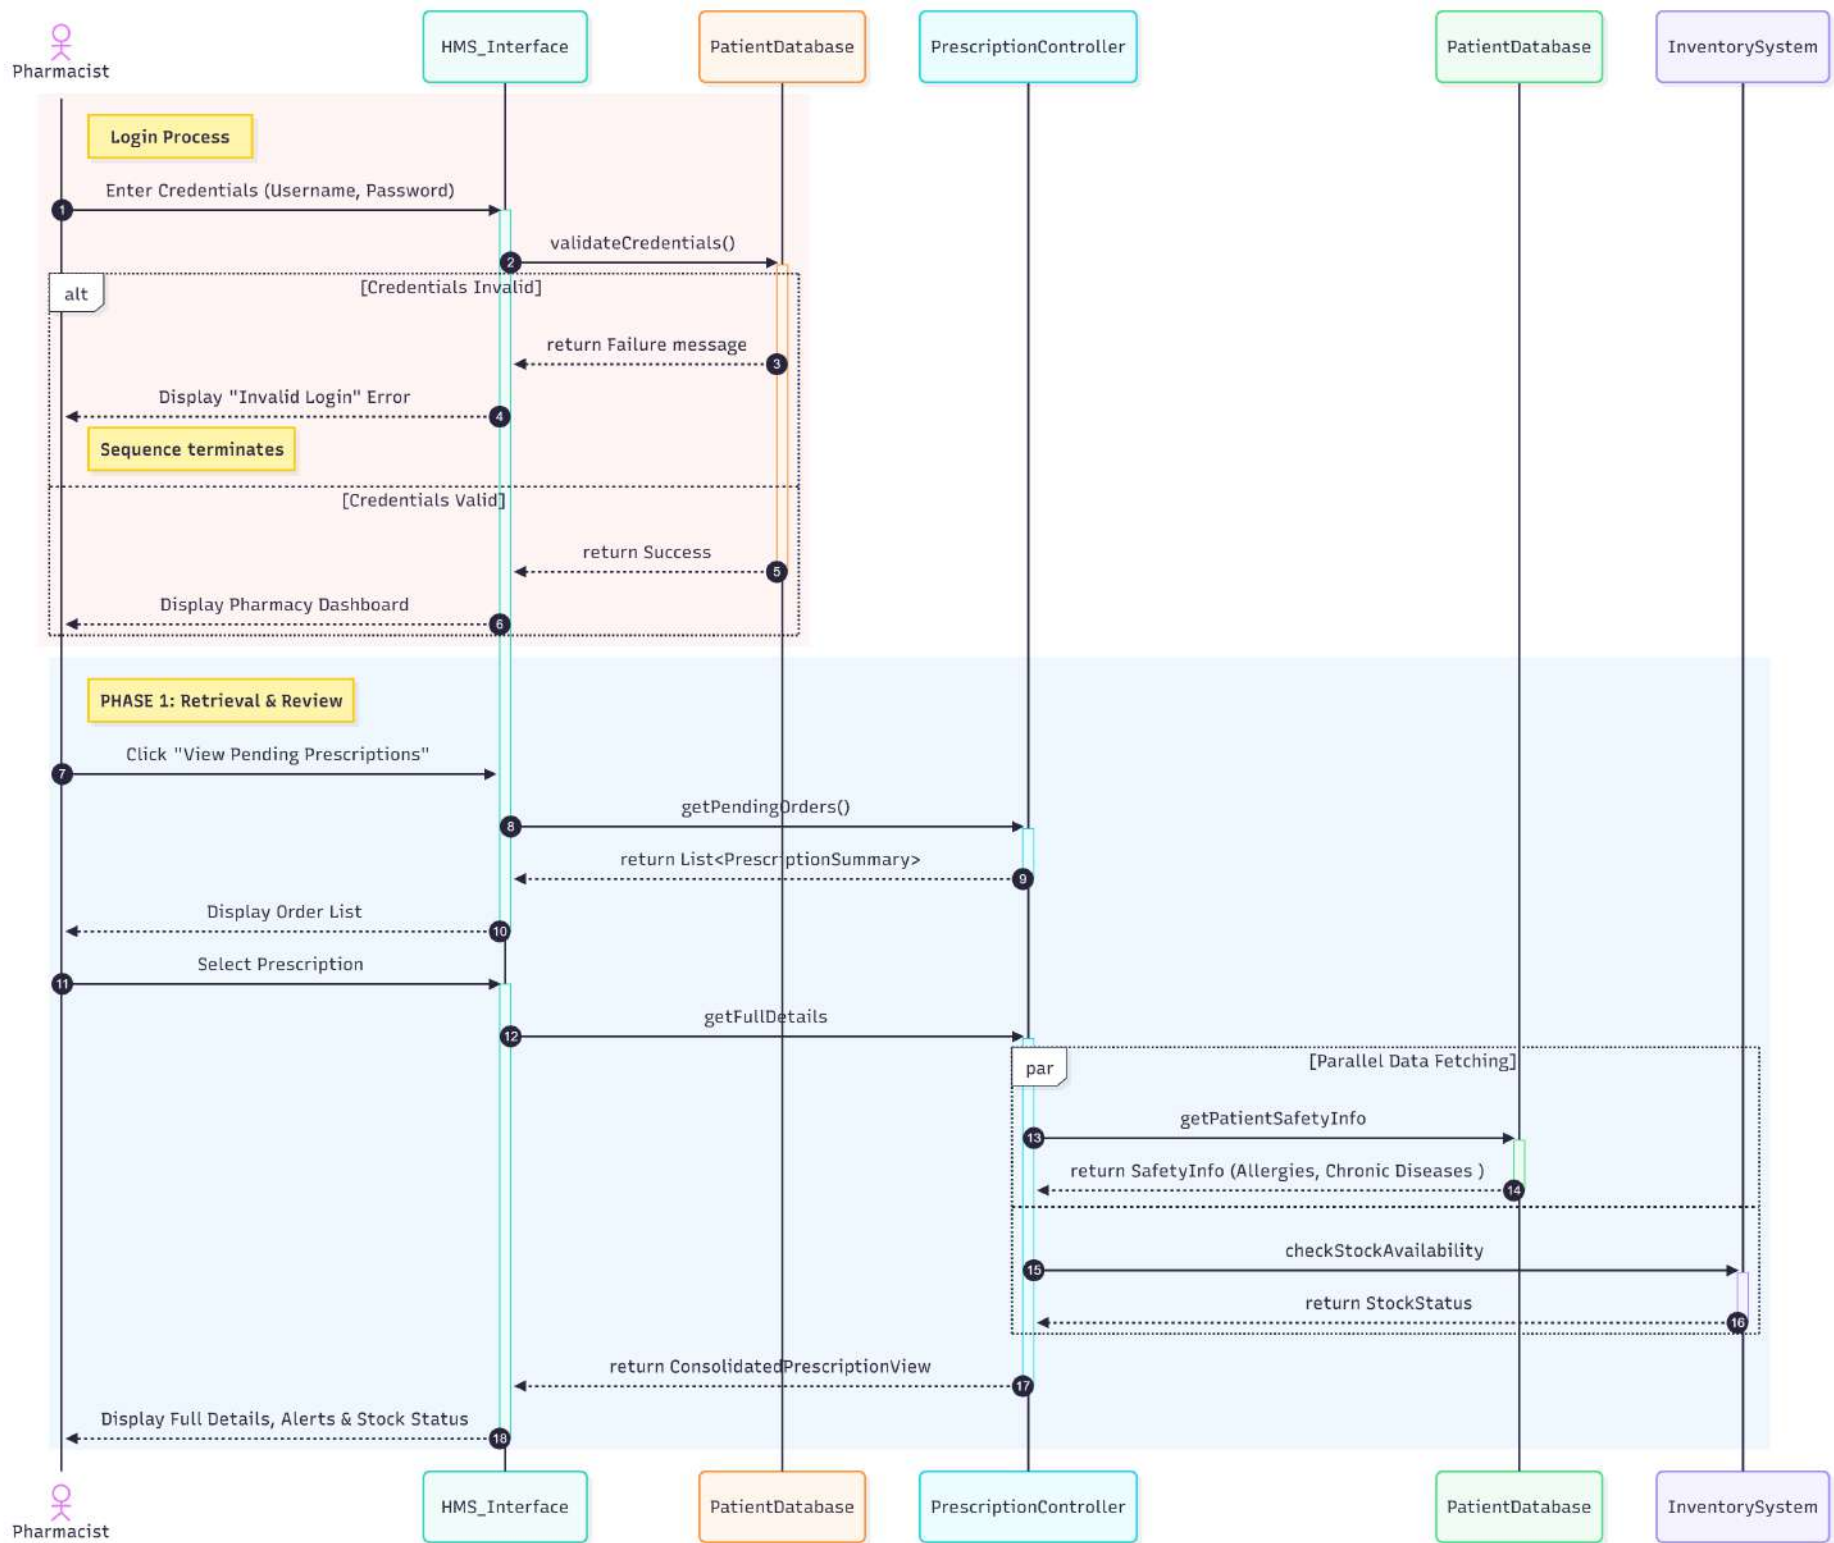 Pharmacist
HMS_Interface
PatientDatabase
PrescriptionController
PatientDatabase
InventorySystem
Login Process
Enter Credentials (Username, Password)
1
validateCredentials()
2
alt
[Credentials Invalid]
return Failure message
3
Display "Invalid Login" Error
4
Sequence terminates
[Credentials Valid]
return Success
5
Display Pharmacy Dashboard
6
PHASE 1: Retrieval & Review
Click "View Pending Prescriptions"
7
getPendingOrders()
8
return List<PrescriptionSummary>
9
Display Order List
10
Select Prescription
11
getFullDetails
12
par
[Parallel Data Fetching]
getPatientSafetyInfo
13
return SafetyInfo (Allergies, Chronic Diseases )
14
checkStockAvailability
15
return StockStatus
16
return ConsolidatedPrescriptionView
17
Display Full Details, Alerts & Stock Status
18
Pharmacist
HMS_Interface
PatientDatabase
PrescriptionController
PatientDatabase
InventorySystem